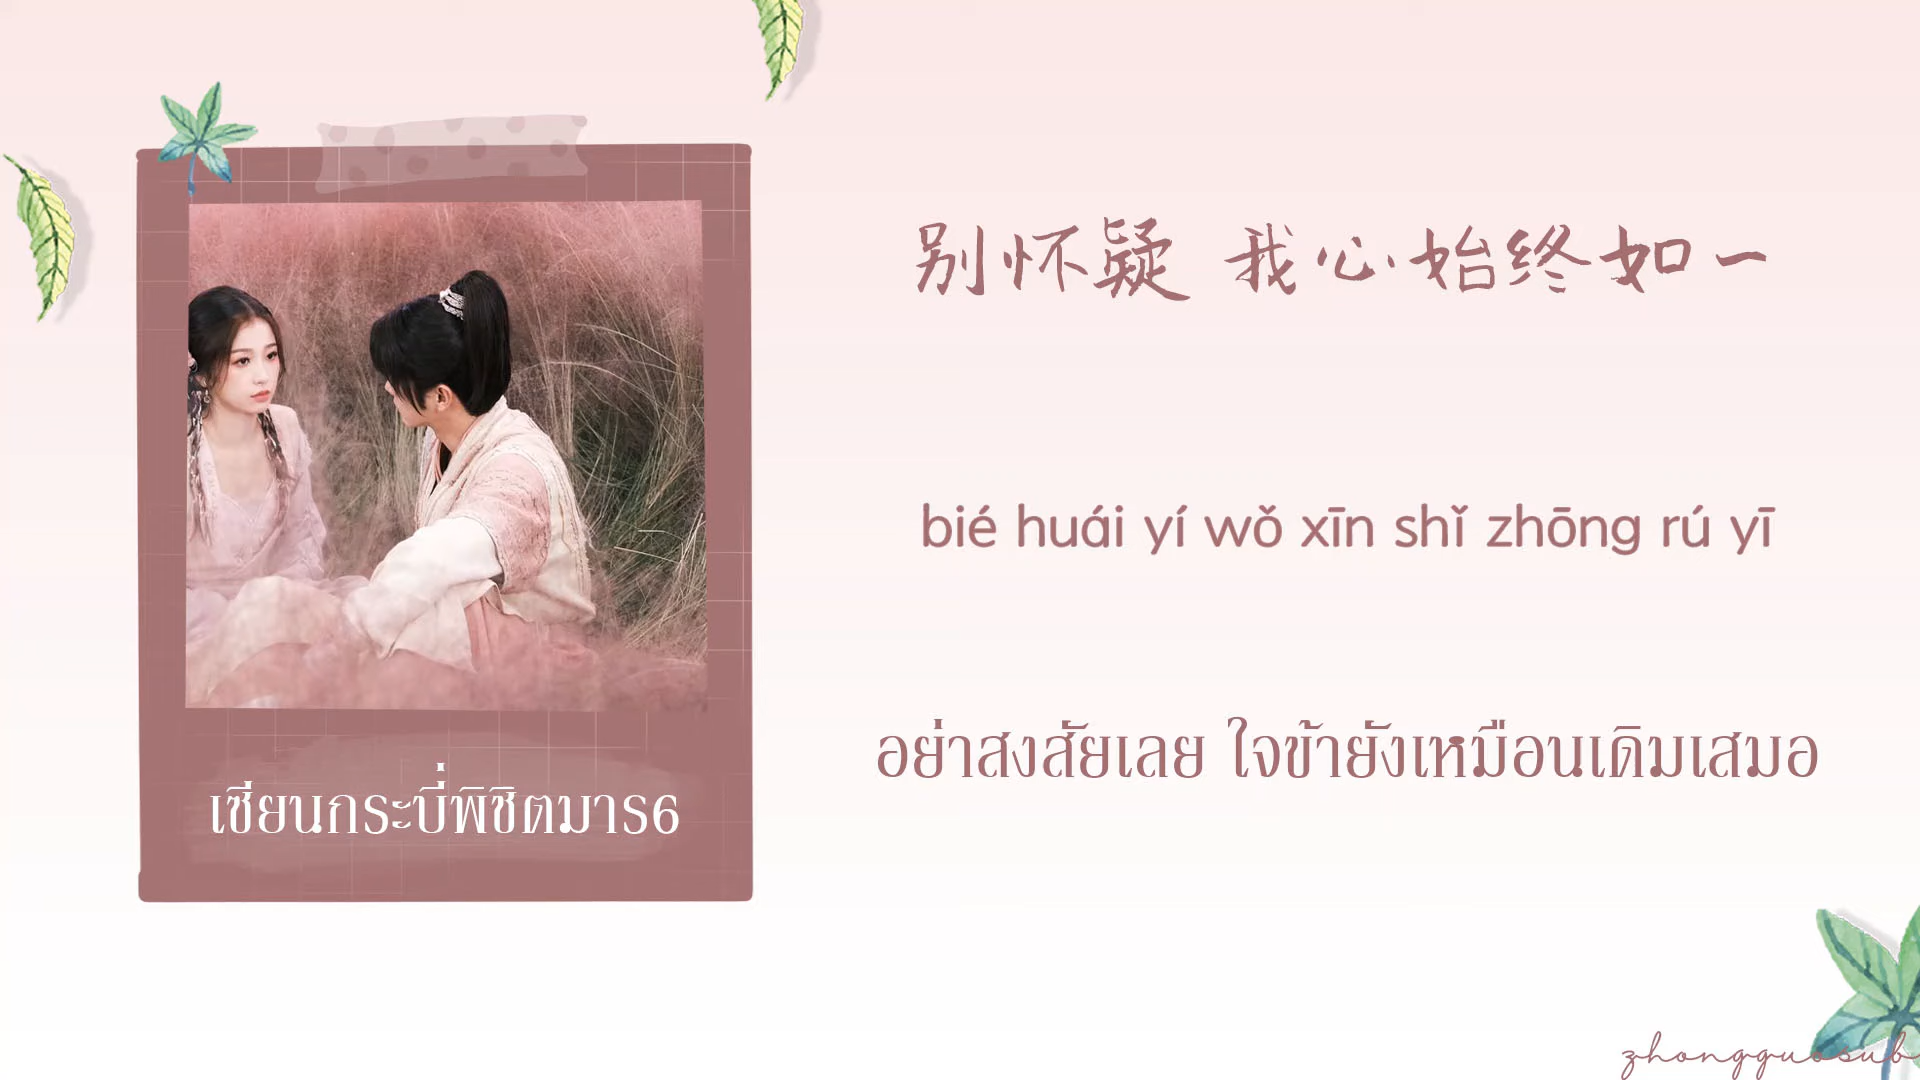 别怀疑 我心始终如一
bié huái yí wǒ xīn shǐ zhōng rú yī
อย่าสงสัยเลย ใจข้ายังเหมือนเดิมเสมอ
เซียนกระบี่พิชิตมาร6
zhongguosub